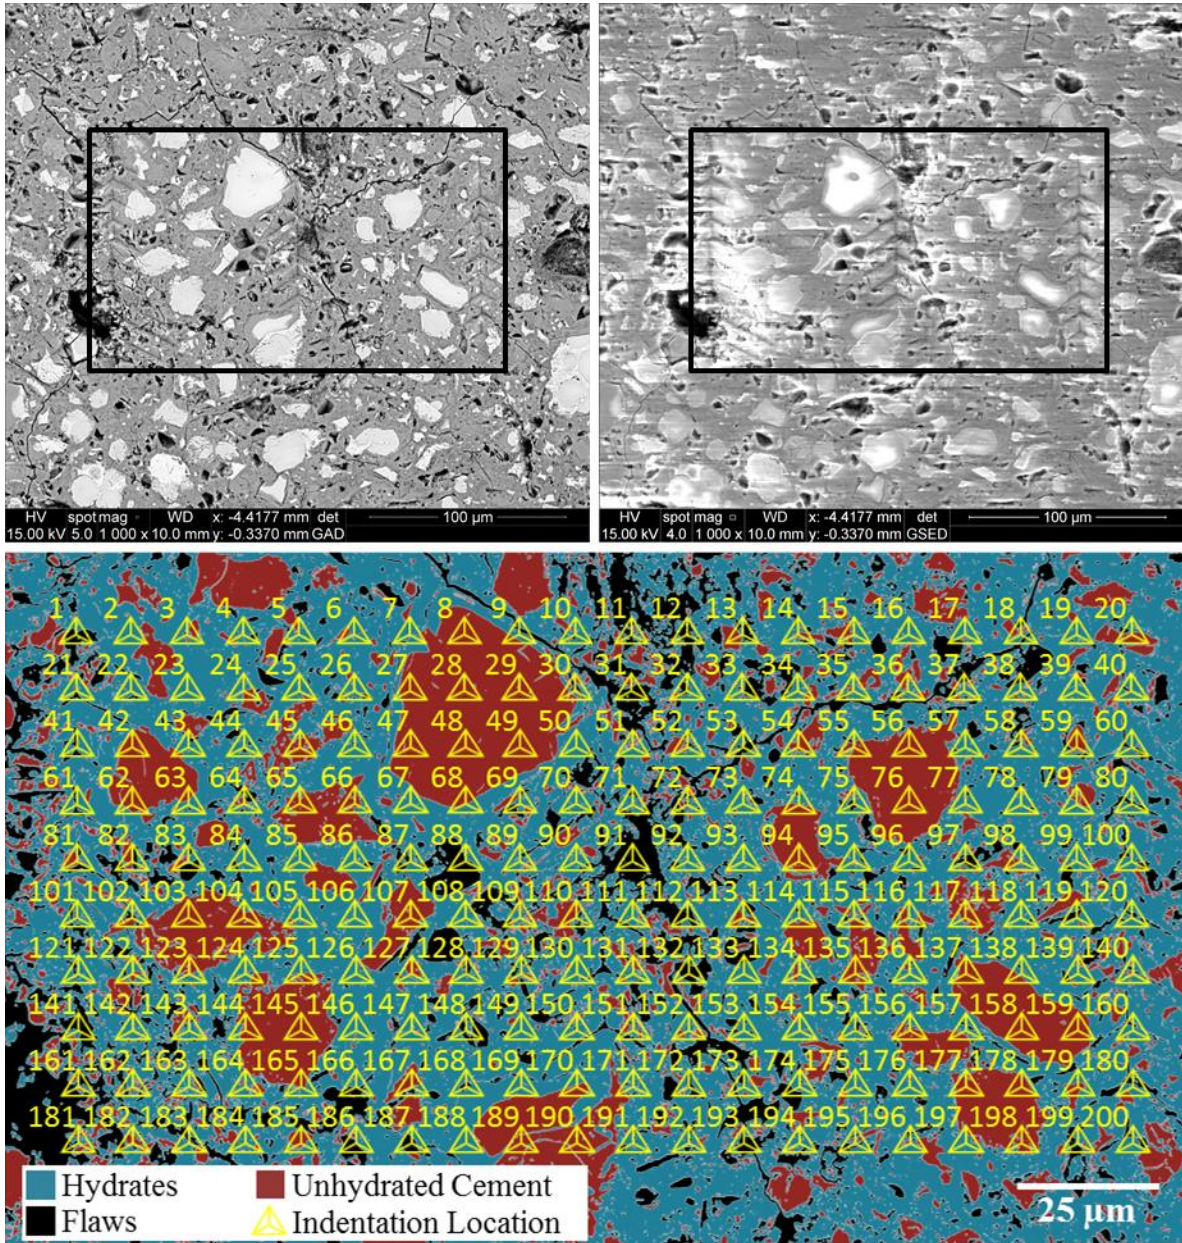 HV spot mag □ WD x: -4.4177 mm det 100 µm
15.00 kV 5.0 1 000 x 10.0 mm y: -0.3370 mm GAD
HV spot mag □ WD x: -4.4177 mm det 100 µm
15.00 kV 4.0 1 000 x 10.0 mm y: -0.3370 mm GSED
1 2 3 4 5 6 7 8 9 10 11 12 13 14 15 16 17 18 19 20
21 22 23 24 25 26 27 28 29 30 31 32 33 34 35 36 37 38 39 40
41 42 43 44 45 46 47 48 49 50 51 52 53 54 55 56 57 58 59 60
61 62 63 64 65 66 67 68 69 70 71 72 73 74 75 76 77 78 79 80
81 82 83 84 85 86 87 88 89 90 91 92 93 94 95 96 97 98 99 100
101 102 103 104 105 106 107 108 109 110 111 112 113 114 115 116 117 118 119 120
121 122 123 124 125 126 127 128 129 130 131 132 133 134 135 136 137 138 139 140
141 142 143 144 145 146 147 148 149 150 151 152 153 154 155 156 157 158 159 160
161 162 163 164 165 166 167 168 169 170 171 172 173 174 175 176 177 178 179 180
181 182 183 184 185 186 187 188 189 190 191 192 193 194 195 196 197 198 199 200
Hydrates Unhydrated Cement
Flaws Indentation Location
25 µm